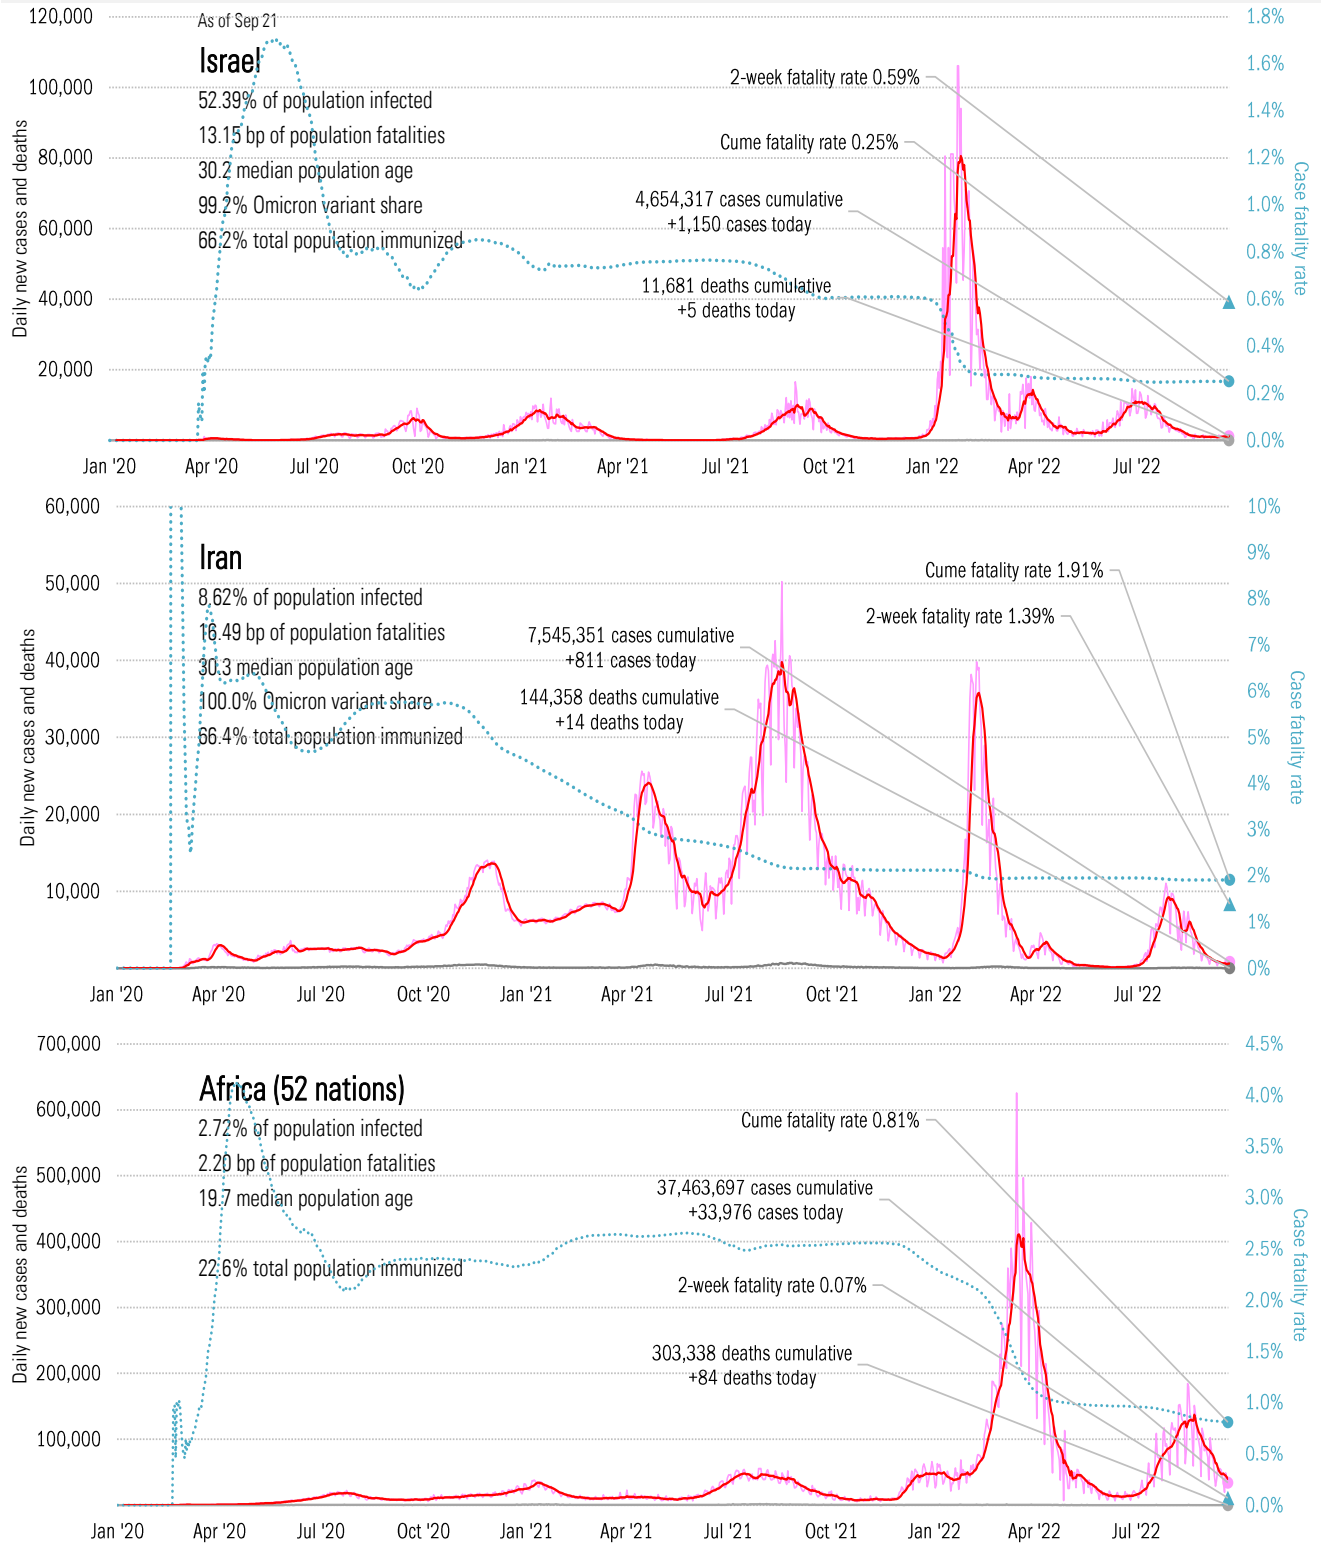 120,000
1.8%
As of Sep 21
Israel
100,000
1.6%
2-week fatality rate 0.59%
52.39% of population infected
1.4%
13.15 bp of population fatalities
Cume fatality rate 0.25%
80,000
1.2%
30.2 median population age
4,654,317 cases cumulative
+1,150 cases today
99.2% Omicron variant share
1.0%
60,000
66.2% total population immunized
0.8%
11,681 deaths cumulative
+5 deaths today
40,000
0.6%
0.4%
20,000
0.2%
0.0%
Daily new cases and deaths
Case fatality rate
Jan '20 Apr '20 Jul '20 Oct '20 Jan '21 Apr '21 Jul '21 Oct '21 Jan '22 Apr '22 Jul '22
60,000
10%
Iran
9%
Cume fatality rate 1.91%
50,000
8.62% of population infected
8%
2-week fatality rate 1.39%
16.49 bp of population fatalities
7,545,351 cases cumulative
+811 cases today
7%
40,000
30.3 median population age
6%
144,358 deaths cumulative
+14 deaths today
100.0% Omicron variant share
30,000
66.4% total population immunized
5%
4%
20,000
3%
2%
10,000
1%
0%
Daily new cases and deaths
Case fatality rate
Jan '20 Apr '20 Jul '20 Oct '20 Jan '21 Apr '21 Jul '21 Oct '21 Jan '22 Apr '22 Jul '22
700,000
4.5%
Africa (52 nations)
4.0%
600,000
Cume fatality rate 0.81%
2.72% of population infected
3.5%
2.20 bp of population fatalities
500,000
37,463,697 cases cumulative
+33,976 cases today
3.0%
19.7 median population age
400,000
2.5%
22.6% total population immunized
2-week fatality rate 0.07%
300,000
2.0%
303,338 deaths cumulative
+84 deaths today
1.5%
200,000
1.0%
100,000
0.5%
0.0%
Daily new cases and deaths
Case fatality rate
Jan '20 Apr '20 Jul '20 Oct '20 Jan '21 Apr '21 Jul '21 Oct '21 Jan '22 Apr '22 Jul '22